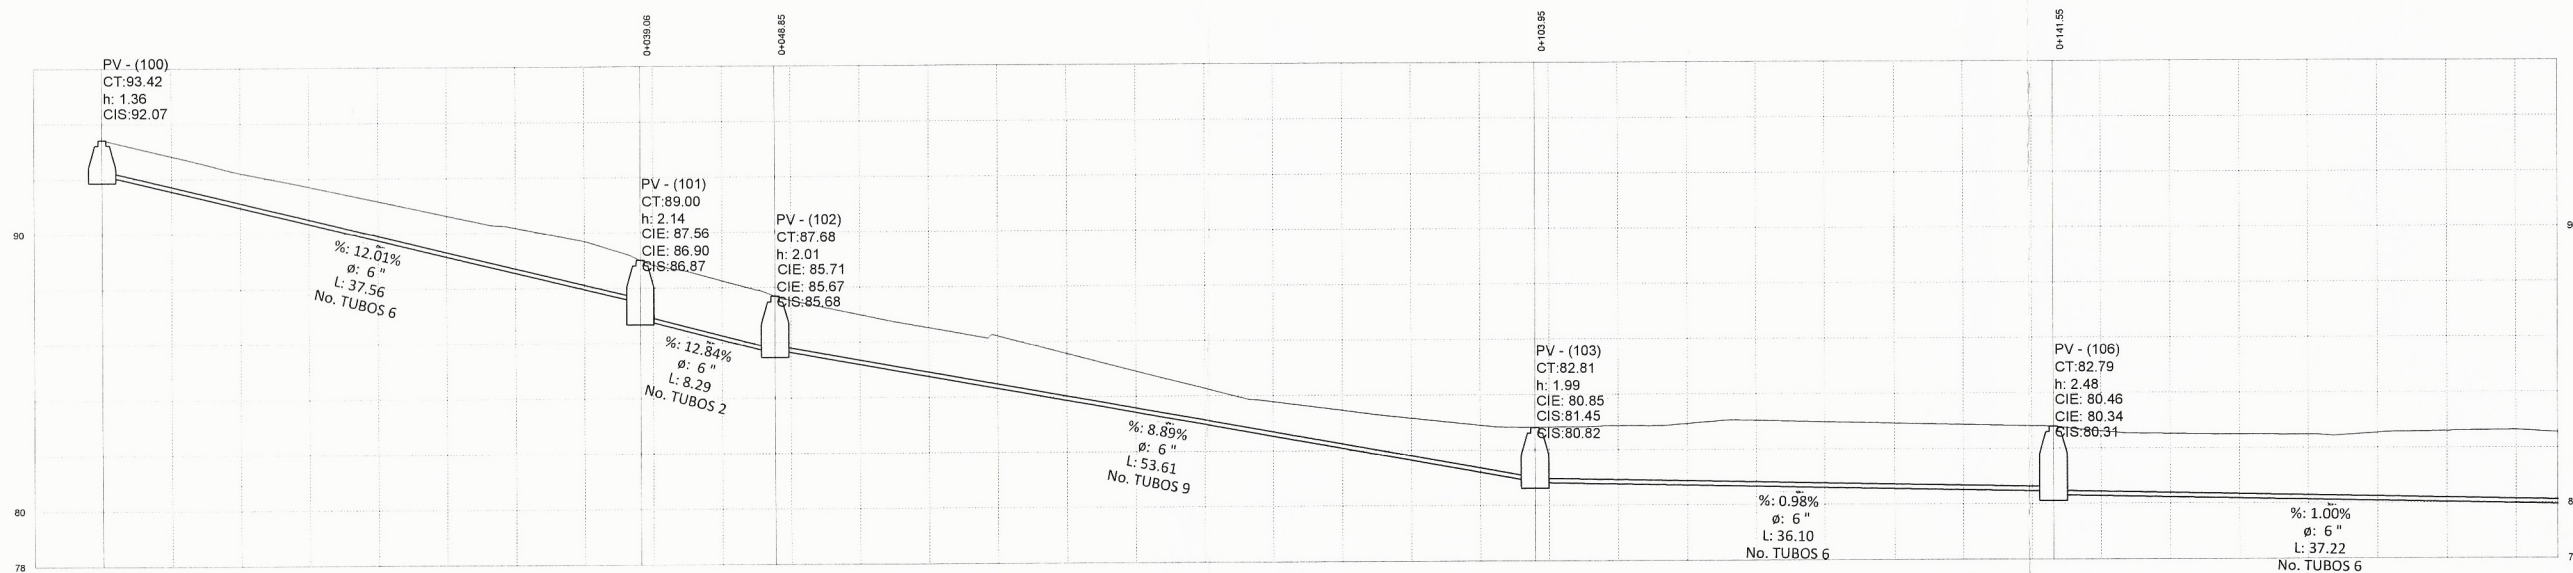 0+039.06
0+048.85
0+103.95
0+141.55
PV - (100)
CT:93.42
h: 1.36
CIS:92.07
PV - (101)
CT:89.00
h: 2.14
CIE: 87.56
CIE: 86.90
CIS:86.87
PV - (102)
CT:87.68
h: 2.01
CIE: 85.71
CIE: 85.67
CIS:85.68
PV - (103)
CT:82.81
h: 1.99
CIE: 80.85
CIS:81.45
CIS:80.82
PV - (106)
CT:82.79
h: 2.48
CIE: 80.46
CIE: 80.34
CIS:80.31
90
9
%: 12.01%
ø: 6 "
L: 37.56
No. TUBOS 6
%: 12.84%
ø: 6 "
L: 8.29
No. TUBOS 2
%: 8.89%
ø: 6 "
L: 53.61
No. TUBOS 9
%: 0.98%
ø: 6 "
L: 36.10
No. TUBOS 6
%: 1.00%
ø: 6 "
L: 37.22
No. TUBOS 6
80
8
78
7